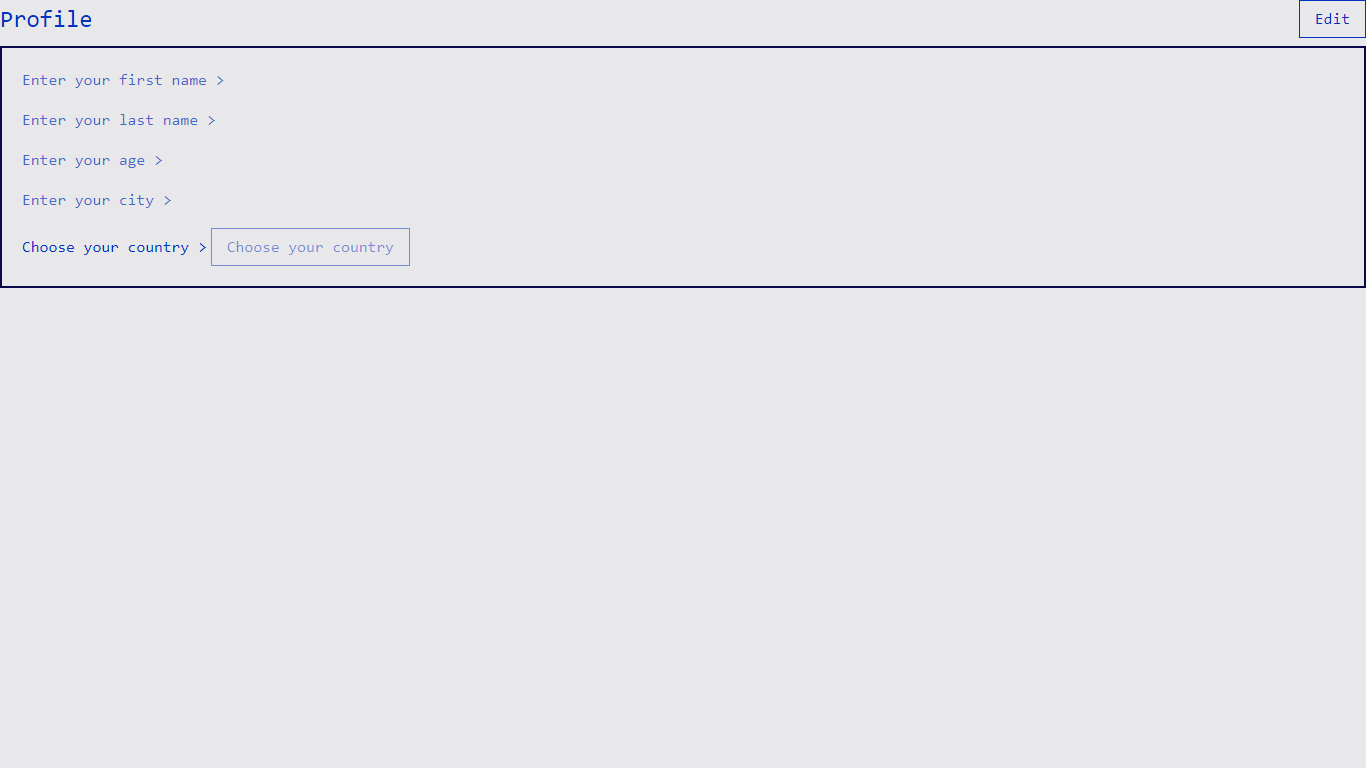 Profile
Edit
Enter your first name >
Enter your last name >
Enter your age >
Enter your city >
Choose your country > Choose your country